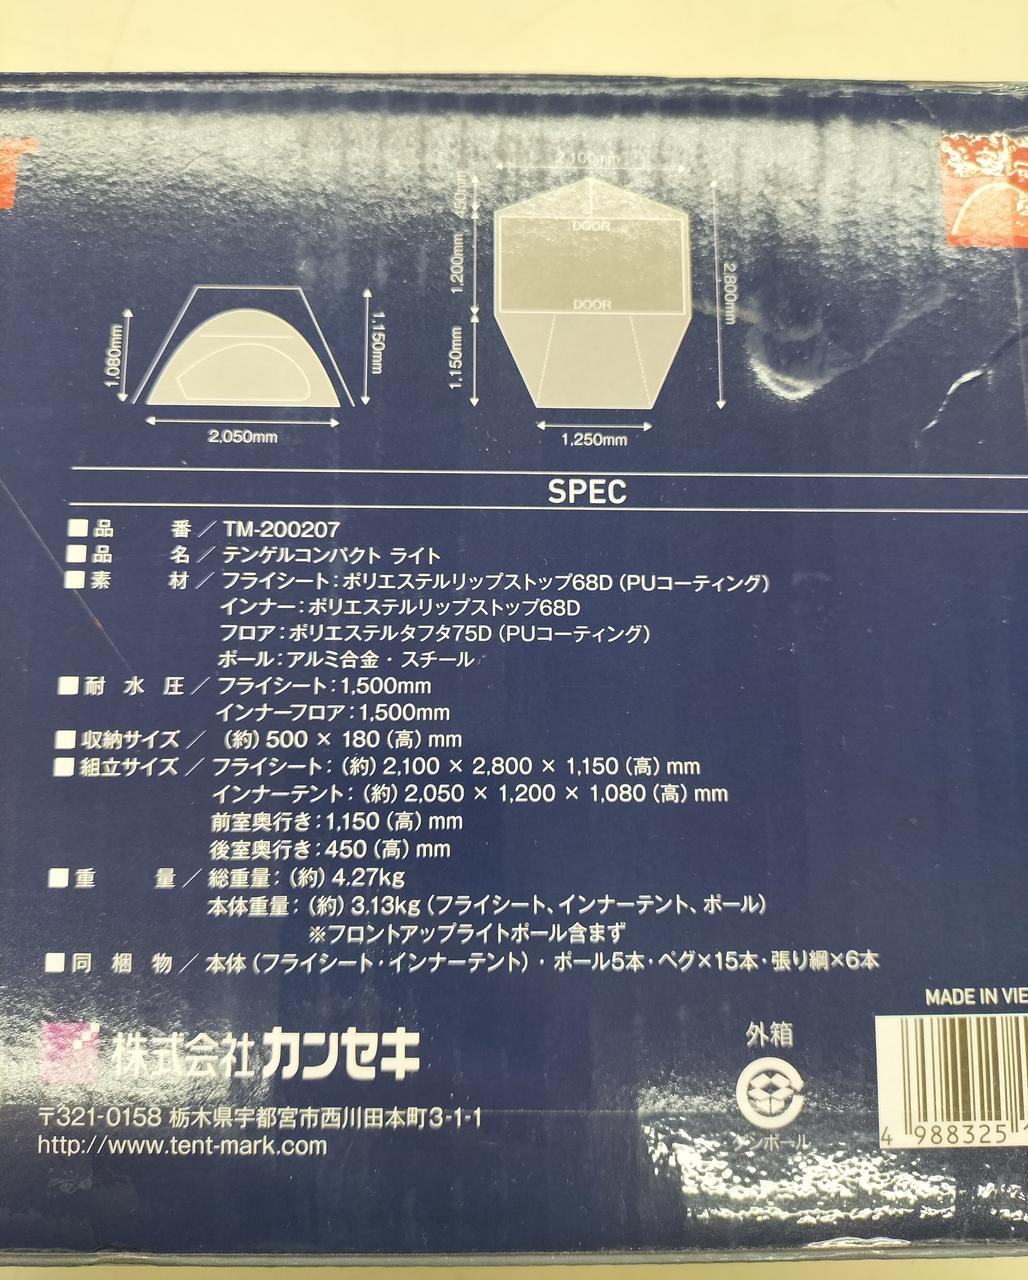 2,100mm
450mm
DOOR
1,200mm
2,800mm
DOOR
1,080mm
1,150mm
1,150mm
2,050mm
1,250mm
SPEC
■品番／TM-200207
■品名／テンゲルコンパクト ライト
■素材／フライシート：ポリエステルリップストップ68D（PUコーティング）
インナー：ポリエステルリップストップ68D
フロア：ポリエステルタフタ75D（PUコーティング）
ポール：アルミ合金・スチール
■耐水圧／フライシート：1,500mm
インナーフロア：1,500mm
■収納サイズ／（約）500 × 180（高）mm
■組立サイズ／フライシート：（約）2,100 × 2,800 × 1,150（高）mm
インナーテント：（約）2,050 × 1,200 × 1,080（高）mm
前室奥行き：1,150（高）mm
後室奥行き：450（高）mm
■重量／総重量：（約）4.27kg
本体重量：（約）3.13kg（フライシート、インナーテント、ポール）
※フロントアップライトポール含まず
■同梱物／本体（フライシート・インナーテント）・ポール5本・ペグ×15本・張り綱×6本
MADE IN VIE
株式会社カンセキ
外箱
〒321-0158 栃木県宇都宮市西川田本町3-1-1
http://www.tent-mark.com
ンボール
4 988325